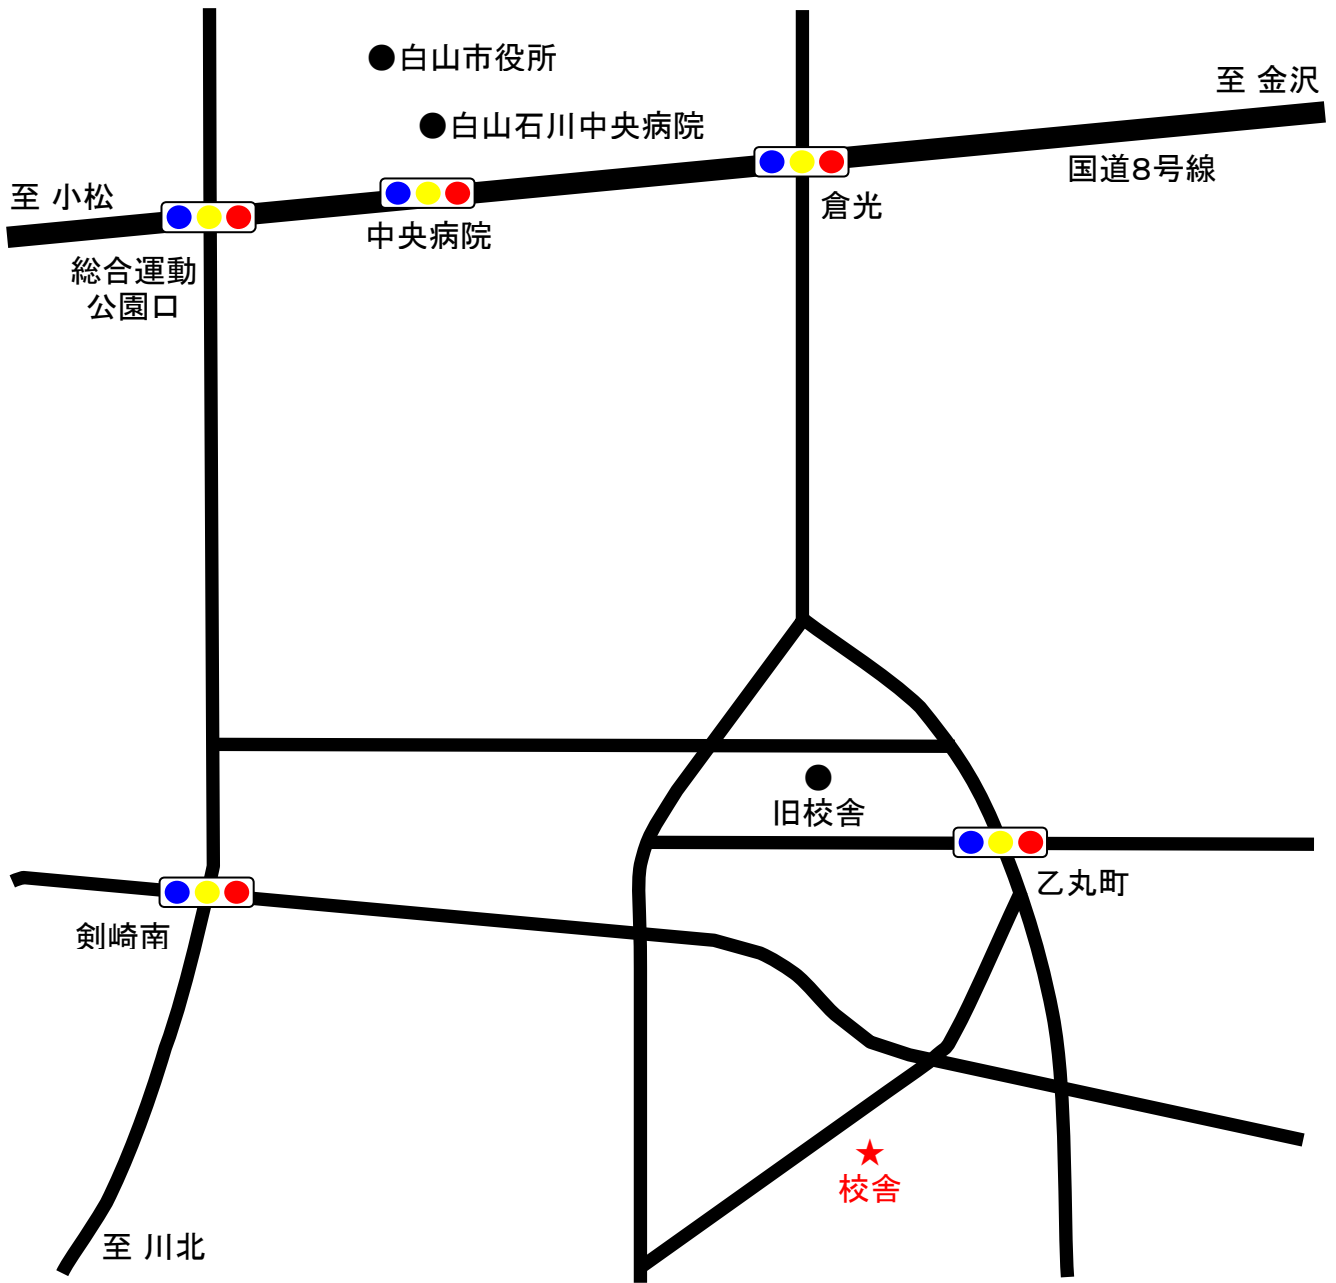 ●白山市役所
至 金沢
●白山石川中央病院
国道8号線
至 小松
倉光
中央病院
総合運動
公園口
旧校舎
乙丸町
剣崎南
★
校舎
至 川北